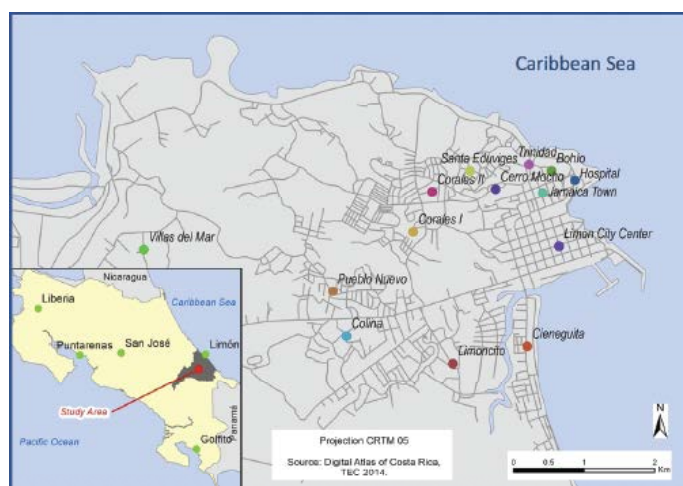 Caribbean Sea
Trinidad
Santa Eduviges
Bohio
Hospital
Corales II
Cerro Mocho
Jamaica Town
Corales I
Limon City Center
Villas del Mar
Pueblo Nuevo
Colina
Limoncito
Cieneguita
Nicaragua
Caribbean Sea
Liberia
Puntarenas
San José
Limón
Study Area
Panamá
Pacific Ocean
Golfito
Projection CRTM 05
Source: Digital Atlas of Costa Rica,
TEC 2014.
N
0 0.5 1 2
Km